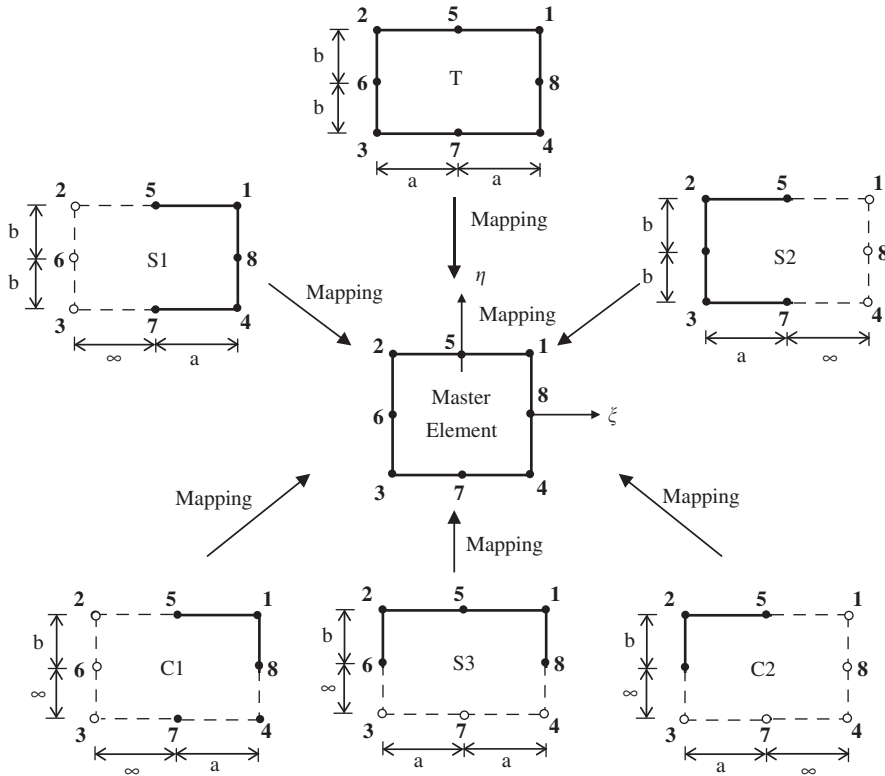 2 5 1
b
6 T 8
b
3 7 4
a a
Mapping
2 5 1
b
6 S1 8
b
3 7 4
∞ a
Mapping
2 5 1
b
S2 8
b
3 7 4
a ∞
Mapping
η
Mapping
2 5 1
Master
Element
6 8
ξ
3 7 4
Mapping
Mapping
Mapping
2 5 1
b
6 C1 8
∞
3 7 4
∞ a
2 5 1
b
6 S3 8
∞
3 7 4
a a
2 5 1
b
C2 8
∞
3 7 4
a ∞